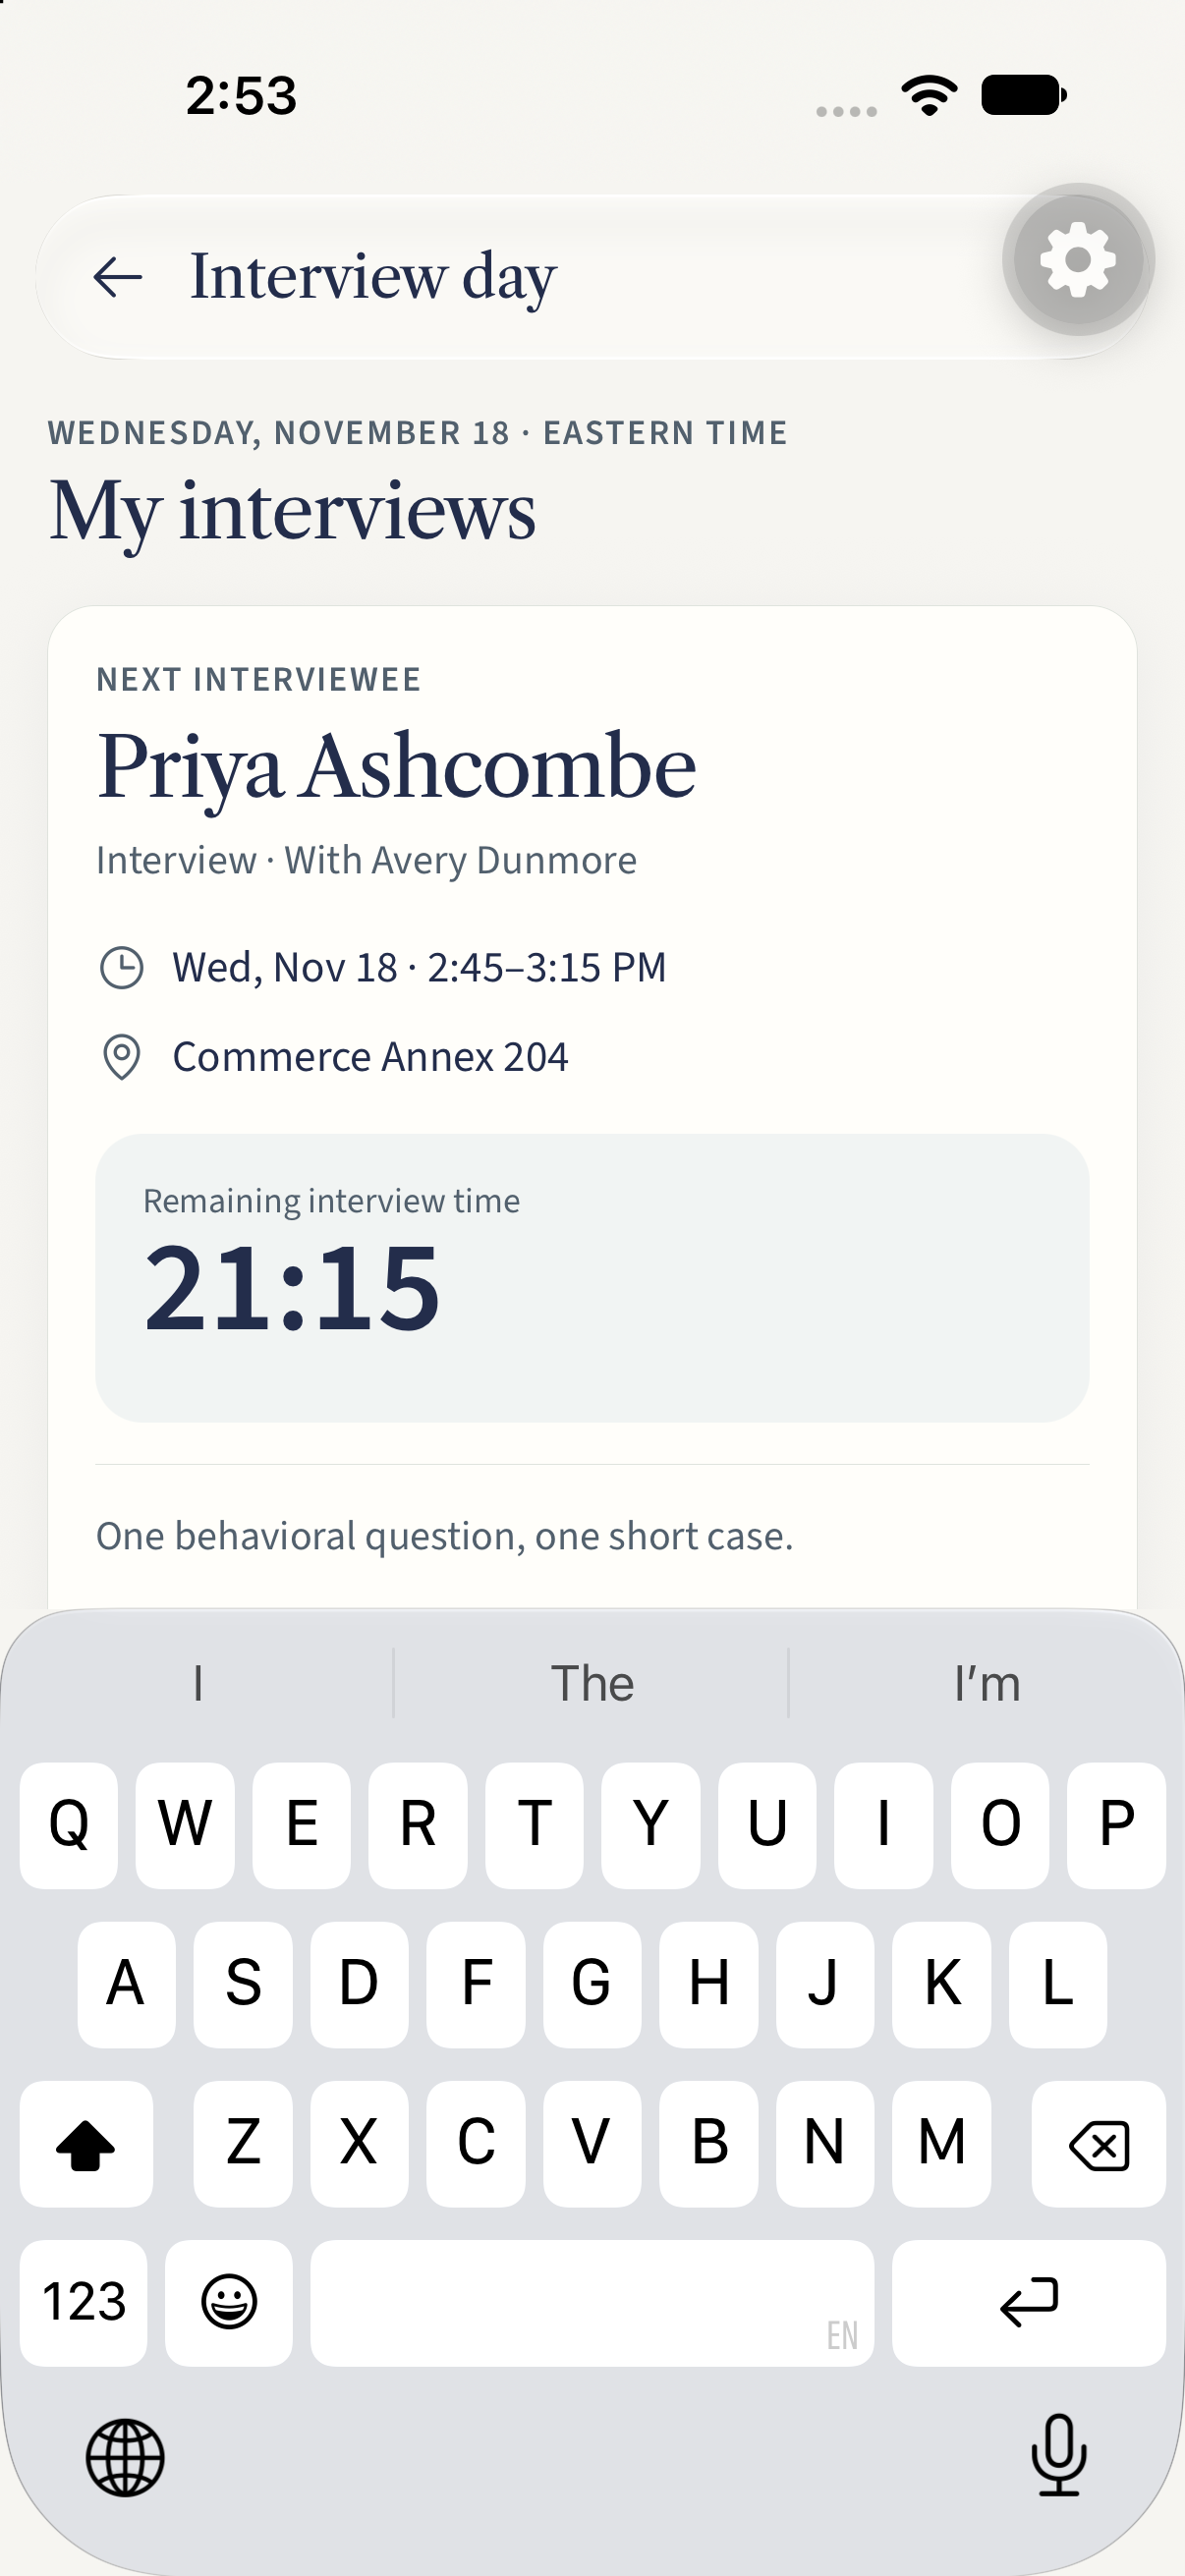 2:53
Interview day
WEDNESDAY, NOVEMBER 18 · EASTERN TIME
My interviews
NEXT INTERVIEWEE
Priya Ashcombe
Interview · With Avery Dunmore
Wed, Nov 18 · 2:45–3:15 PM
Commerce Annex 204
Remaining interview time
21:15
One behavioral question, one short case.
I The I’m
Q W E R T Y U I O P
A S D F G H J K L
Z X C V B N M
123 EN